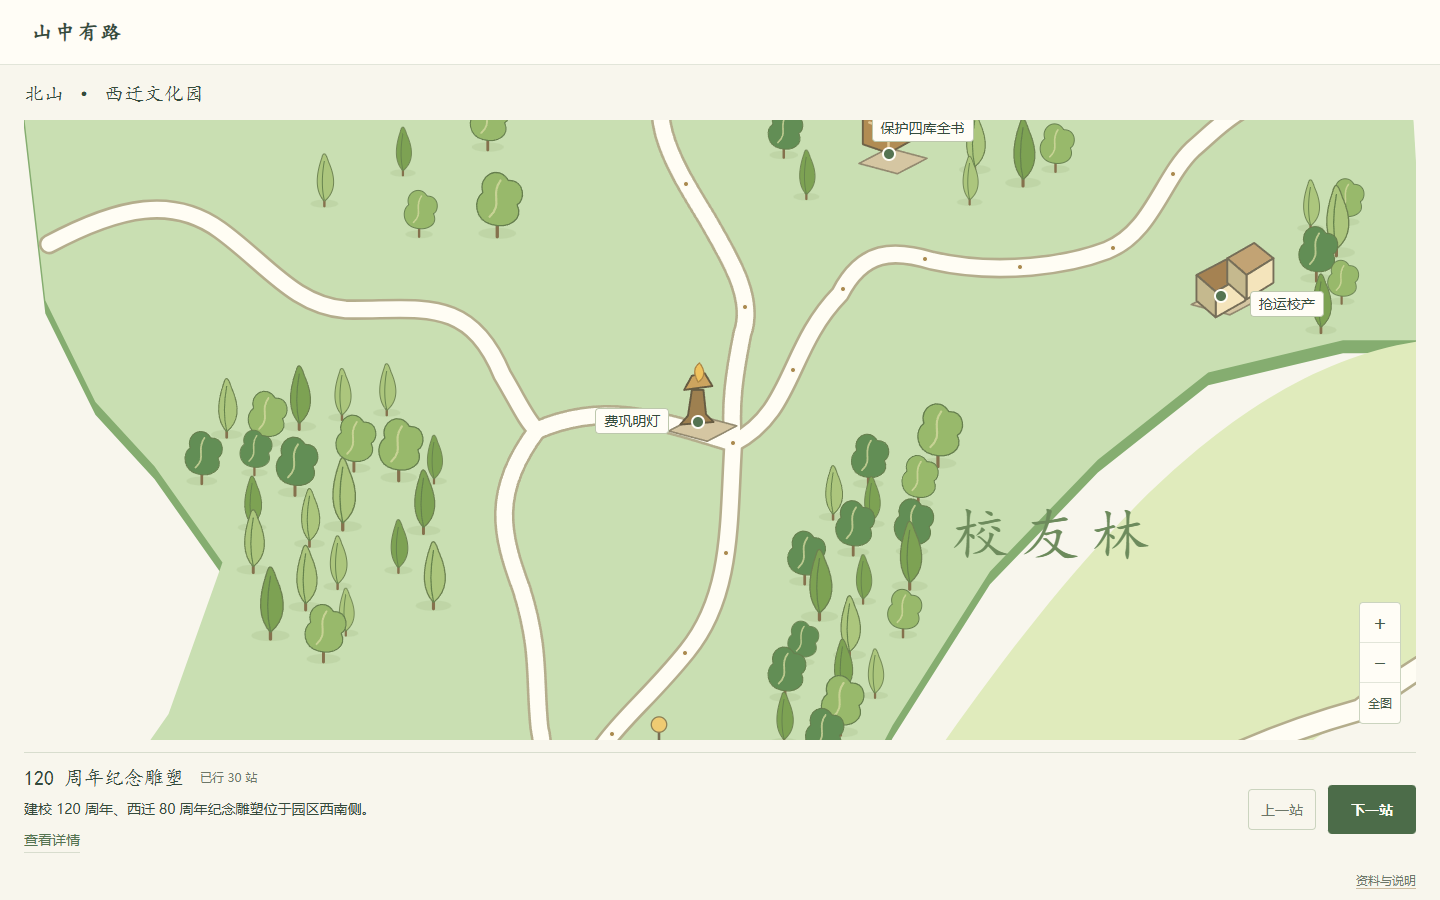 山中有路
北山 • 西迁文化园
保护四库全书
抢运校产
费巩明灯
校友林
+
−
全图
120 周年纪念雕塑 已行 30 站
建校 120 周年、西迁 80 周年纪念雕塑位于园区西南侧。
查看详情
上一站
下一站
资料与说明